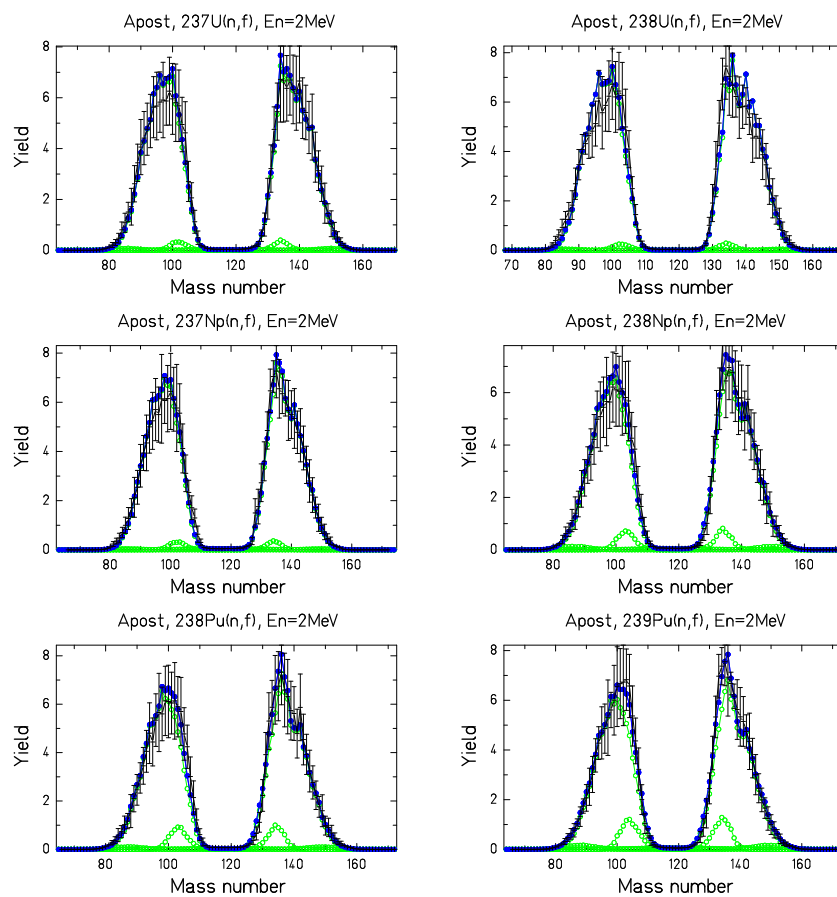 Apost, 237U(n,f), En=2MeV
Yield
8
6
4
2
0
80 100 120 140 160
Mass number
Apost, 238U(n,f), En=2MeV
Yield
8
6
4
2
0
70 80 90 100 110 120 130 140 150 160
Mass number
Apost, 237Np(n,f), En=2MeV
Yield
8
6
4
2
0
80 100 120 140 160
Mass number
Apost, 238Np(n,f), En=2MeV
Yield
6
4
2
0
80 100 120 140 160
Mass number
Apost, 238Pu(n,f), En=2MeV
Yield
8
6
4
2
0
80 100 120 140 160
Mass number
Apost, 239Pu(n,f), En=2MeV
Yield
8
6
4
2
0
80 100 120 140 160
Mass number